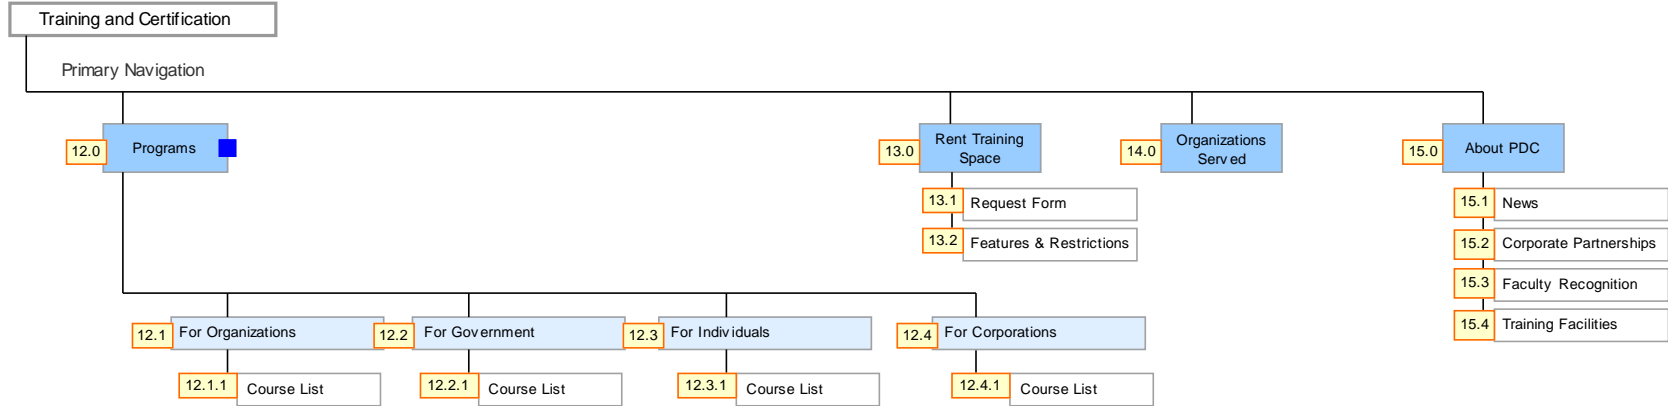 Training and Certification
Primary Navigation
12.0 Programs
13.0 Rent Training
Space
14.0 Organizations
Served
15.0 About PDC
13.1 Request Form
13.2 Features & Restrictions
15.1 News
15.2 Corporate Partnerships
15.3 Faculty Recognition
15.4 Training Facilities
12.1 For Organizations
12.2 For Government
12.3 For Individuals
12.4 For Corporations
12.1.1 Course List
12.2.1 Course List
12.3.1 Course List
12.4.1 Course List